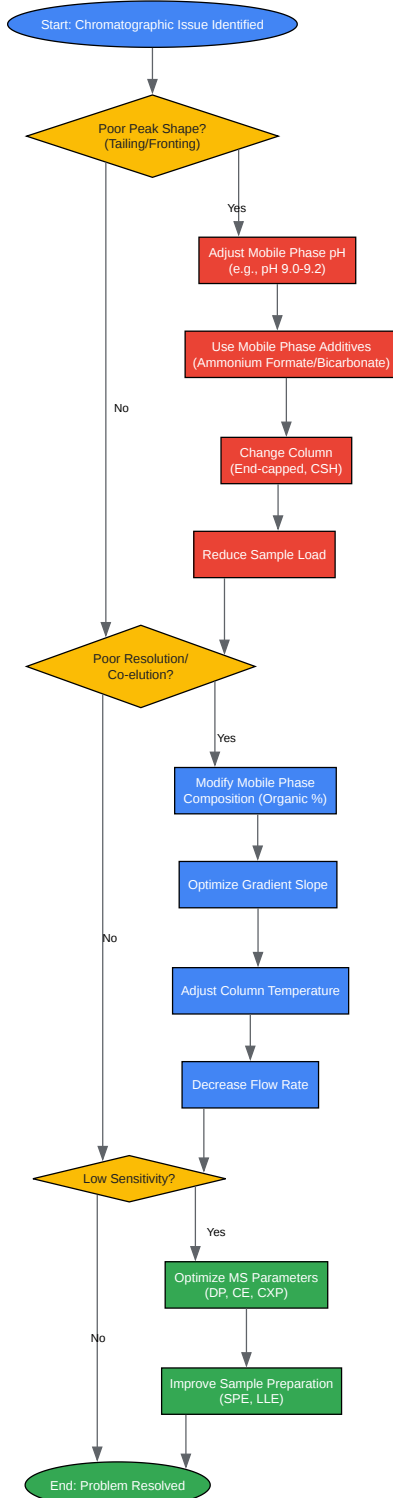 Start: Chromatographic Issue Identified
Poor Peak Shape?
(Tailing/Fronting)
Yes
Adjust Mobile Phase pH
(e.g., pH 9.0-9.2)
Use Mobile Phase Additives
(Ammonium Formate/Bicarbonate)
No
Change Column
(End-capped, CSH)
Reduce Sample Load
Poor Resolution/
Co-elution?
Yes
Modify Mobile Phase
Composition (Organic %)
Optimize Gradient Slope
No
Adjust Column Temperature
Decrease Flow Rate
Low Sensitivity?
Yes
Optimize MS Parameters
(DP, CE, CXP)
No
Improve Sample Preparation
(SPE, LLE)
End: Problem Resolved